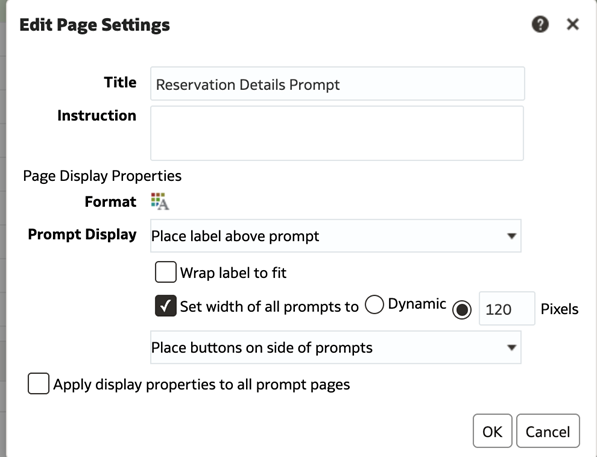 Edit Page Settings
Title Reservation Details Prompt
Instruction
Page Display Properties
Format
Prompt Display Place label above prompt
Wrap label to fit
Set width of all prompts to Dynamic 120 Pixels
Place buttons on side of prompts
Apply display properties to all prompt pages
OK Cancel